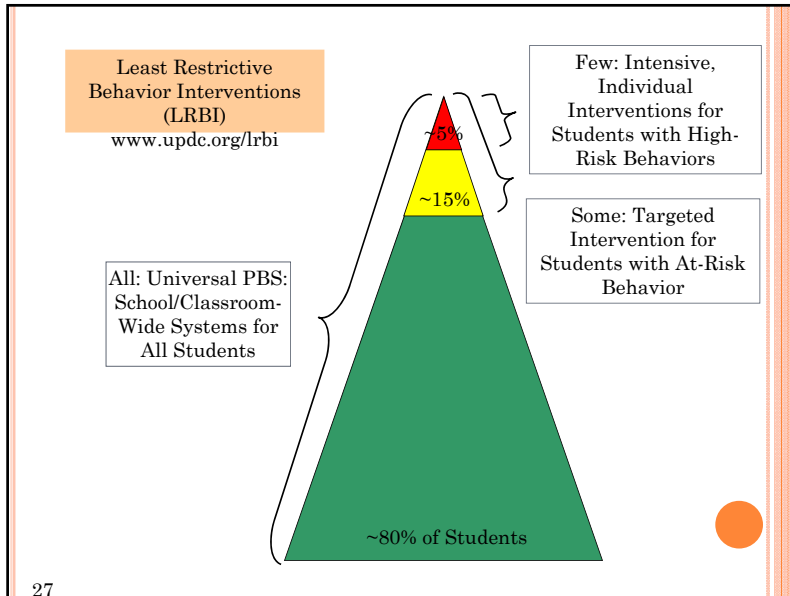 Least Restrictive
Behavior Interventions
(LRBI)
www.updc.org/lrbi
Few: Intensive,
Individual
Interventions for
Students with High-
Risk Behaviors
~5%
~15%
Some: Targeted
Intervention for
Students with At-Risk
Behavior
All: Universal PBS:
School/Classroom-
Wide Systems for
All Students
~80% of Students
27